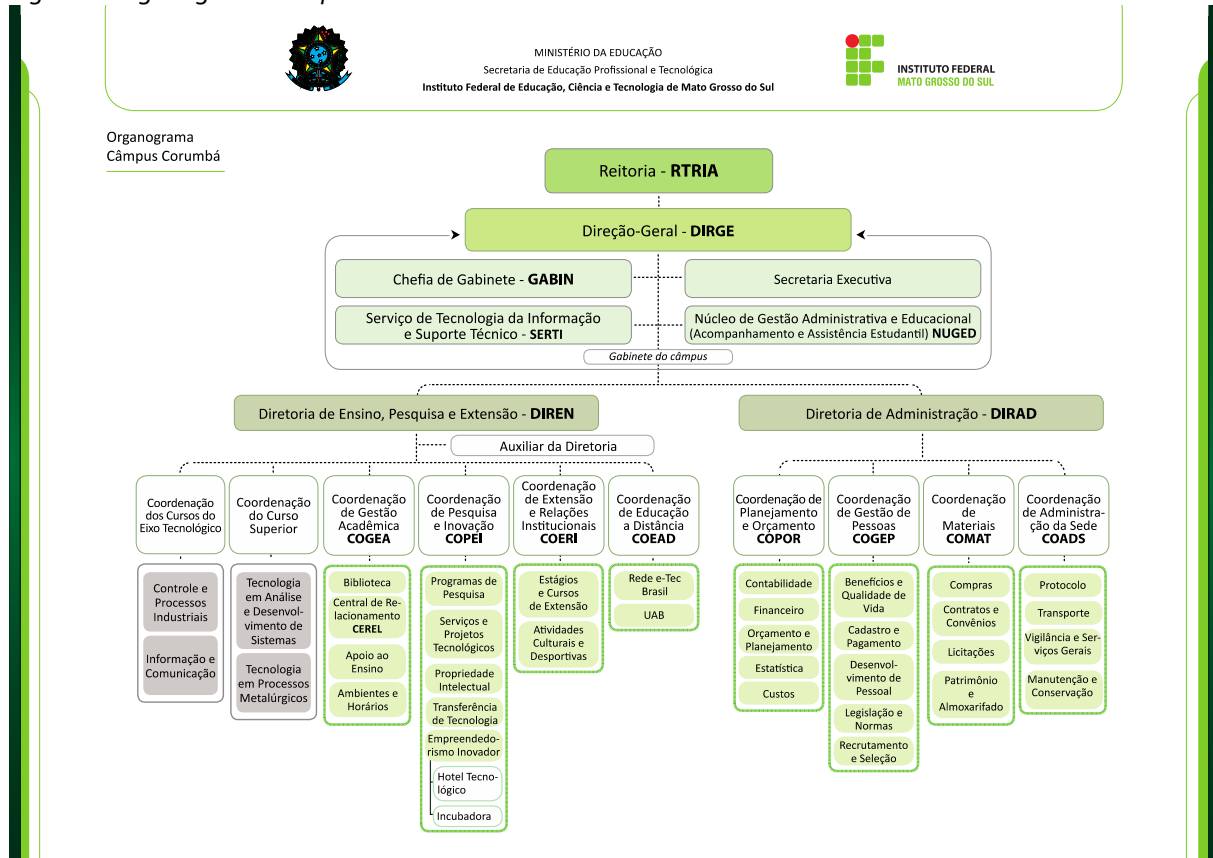 MINISTÉRIO DA EDUCAÇÃO
Secretaria de Educação Profissional e Tecnológica
Instituto Federal de Educação, Ciência e Tecnologia de Mato Grosso do Sul
INSTITUTO FEDERAL
MATO GROSSO DO SUL
Organograma
Câmpus Corumbá
Reitoria - RTRIA
Direção-Geral - DIRGE
Chefia de Gabinete - GABIN
Secretaria Executiva
Serviço de Tecnologia da Informação
e Suporte Técnico - SERTI
Núcleo de Gestão Administrativa e Educacional
(Acompanhamento e Assistência Estudantil) NUGED
Gabinete do câmpus
Diretoria de Ensino, Pesquisa e Extensão - DIREN
Diretoria de Administração - DIRAD
Auxiliar da Diretoria
Coordenação
dos Cursos do
Eixo Tecnológico
Coordenação
do Curso
Superior
Coordenação
de Gestão
Acadêmica
COGEA
Coordenação
de Pesquisa
e Inovação
COPEI
Coordenação
de Extensão
e Relações
Institucionais
COERI
Coordenação
de Educação
a Distância
COEAD
Coordenação de
Planejamento
e Orçamento
COPOR
Coordenação
de Gestão de
Pessoas
COGEP
Coordenação
de
Materiais
COMAT
Coordenação
de Administra-
ção da Sede
COADS
Controle e
Processos
Industriais
Informação e
Comunicação
Tecnologia
em Análise
e Desenvol-
vimento de
Sistemas
Tecnologia
em Processos
Metalúrgicos
Biblioteca
Central de Re-
lacionamento
CEREL
Apoio ao
Ensino
Ambientes e
Horários
Programas de
Pesquisa
Serviços e
Projetos
Tecnológicos
Propriedade
Intelectual
Transferência
de Tecnologia
Empreendedo-
rismo Inovador
Hotel Tecno-
lógico
Incubadora
Estágios
e Cursos
de Extensão
Atividades
Culturais e
Desportivas
Rede e-Tec
Brasil
UAB
Contabilidade
Financeiro
Orçamento e
Planejamento
Estatística
Custos
Benefícios e
Qualidade de
Vida
Cadastro e
Pagamento
Desenvol-
vimento de
Pessoal
Legislação e
Normas
Recrutamento
e Seleção
Compras
Contratos e
Convênios
Licitações
Patrimônio
e
Almoxarifado
Protocolo
Transporte
Vigilância e Ser-
viços Gerais
Manutenção e
Conservação